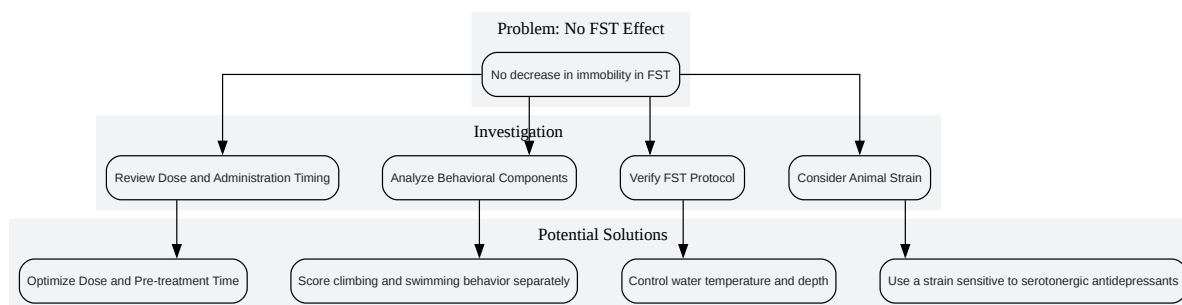 Problem: No FST Effect
No decrease in immobility in FST
Investigation
Review Dose and Administration Timing
Analyze Behavioral Components
Verify FST Protocol
Consider Animal Strain
Potential Solutions
Optimize Dose and Pre-treatment Time
Score climbing and swimming behavior separately
Control water temperature and depth
Use a strain sensitive to serotonergic antidepressants